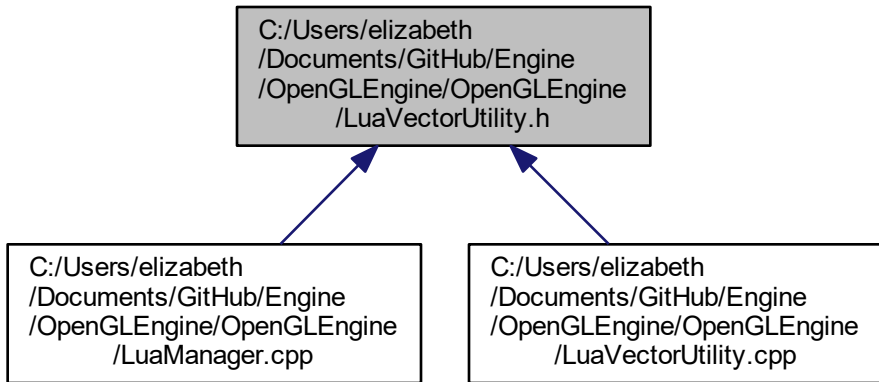 C:/Users/elizabeth
/Documents/GitHub/Engine
/OpenGLEngine/OpenGLEngine
/LuaVectorUtility.h
C:/Users/elizabeth
/Documents/GitHub/Engine
/OpenGLEngine/OpenGLEngine
/LuaManager.cpp
C:/Users/elizabeth
/Documents/GitHub/Engine
/OpenGLEngine/OpenGLEngine
/LuaVectorUtility.cpp